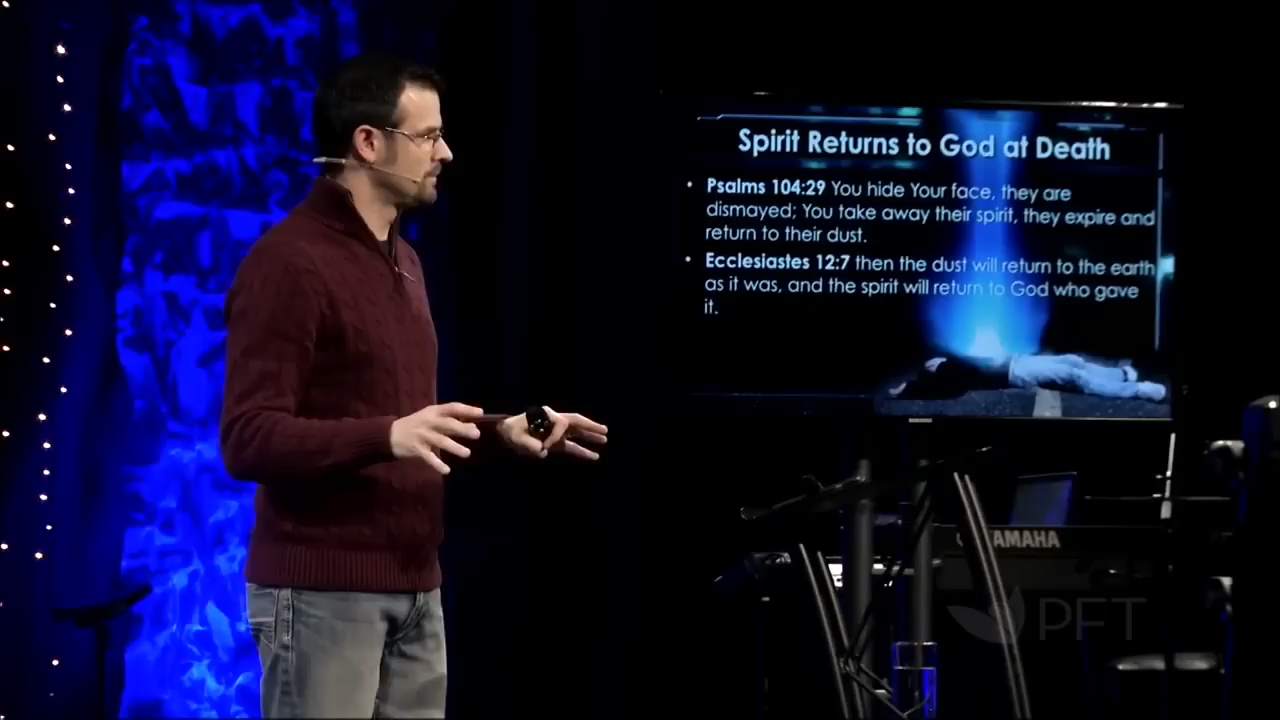 Spirit Returns to God at Death
• Psalms 104:29 You hide Your face, they are
dismayed; You take away their spirit, they expire and
return to their dust.
• Ecclesiastes 12:7 then the dust will return to the earth
as it was, and the spirit will return to God who gave
it.
YAMAHA
PFT